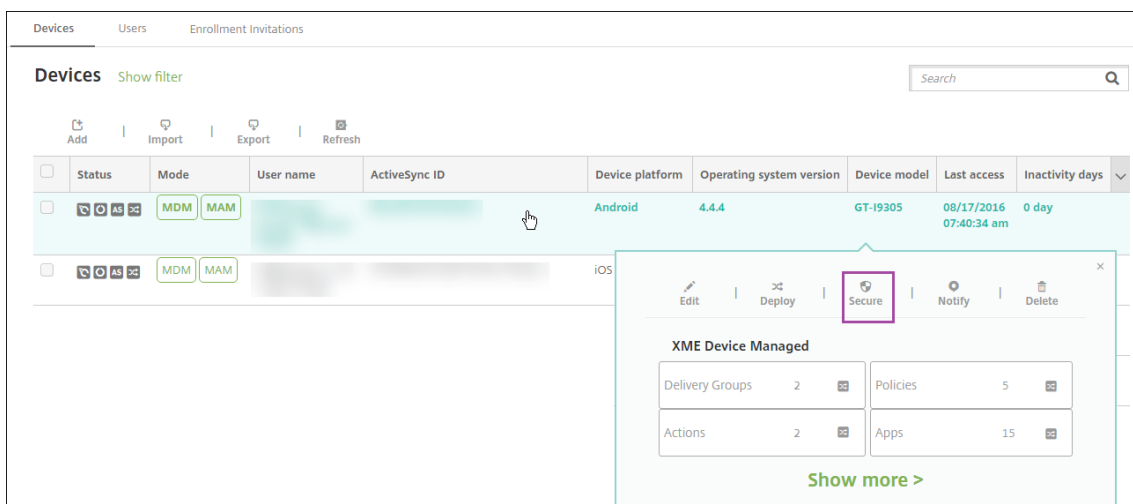 Devices Users Enrollment Invitations
Devices Show filter Search
Add | Import | Export | Refresh
Status Mode User name ActiveSync ID Device platform Operating system version Device model Last access Inactivity days
AS MDM MAM Android 4.4.4 GT-I9305 08/17/2016 0 day
07:40:34 am
AS MDM MAM iOS
Edit | Deploy | Secure | Notify | Delete
XME Device Managed
Delivery Groups 2 Policies 5
Actions 2 Apps 15
Show more >